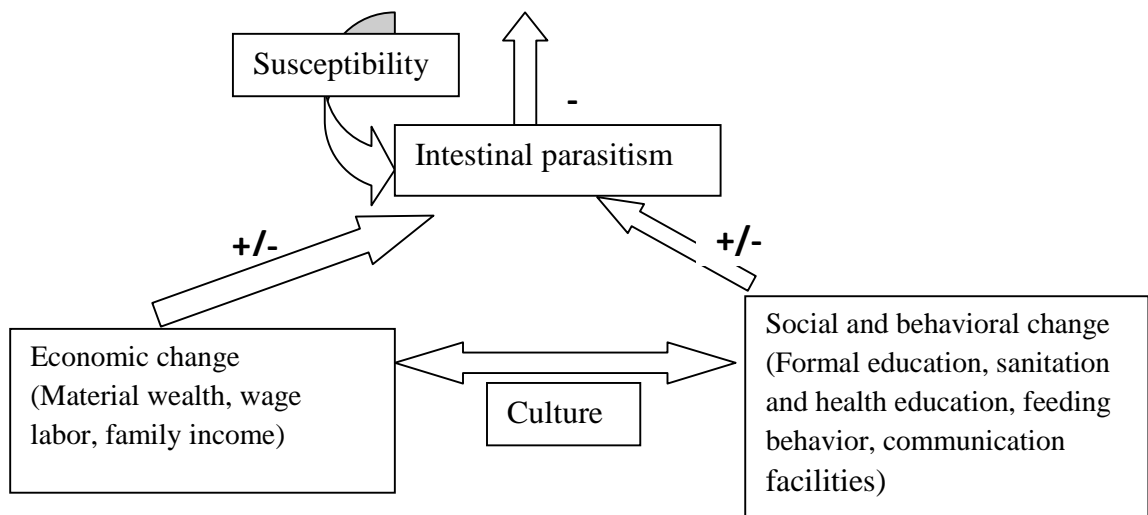 Susceptibility
-
Intestinal parasitism
+/-
+/-
Economic change
(Material wealth, wage
labor, family income)
Culture
Social and behavioral change
(Formal education, sanitation
and health education, feeding
behavior, communication
facilities)